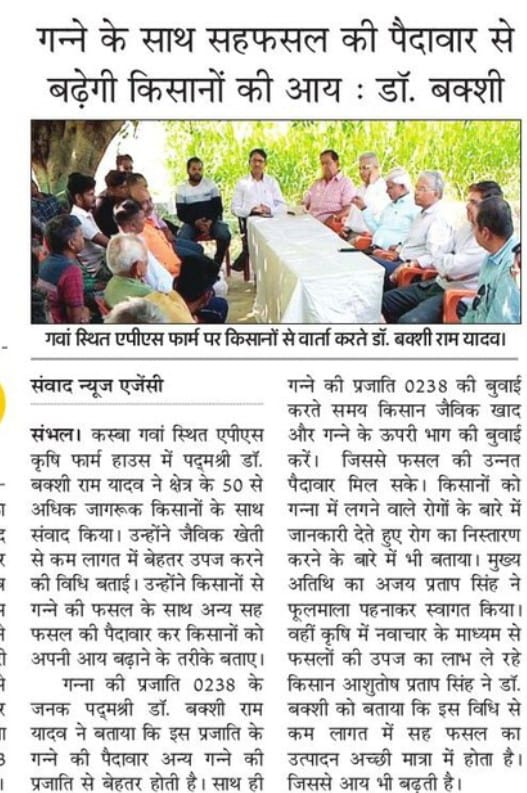 गन्ने के साथ सहफसल की पैदावार से
बढ़ेगी किसानों की आय : डॉ. बक्शी
गवां स्थित एपीएस फार्म पर किसानों से वार्ता करते डॉ. बक्शी राम यादव।
संवाद न्यूज एजेंसी
संभल। कस्बा गवां स्थित एपीएस
कृषि फार्म हाउस में पद्मश्री डॉ.
बक्शी राम यादव ने क्षेत्र के 50 से
अधिक जागरूक किसानों के साथ
संवाद किया। उन्होंने जैविक खेती
से कम लागत में बेहतर उपज करने
की विधि बताई। उन्होंने किसानों से
गन्ने की फसल के साथ अन्य सह
फसल की पैदावार कर किसानों को
अपनी आय बढ़ाने के तरीके बताए।
गन्ना की प्रजाति 0238 के
जनक पद्मश्री डॉ. बक्शी राम
यादव ने बताया कि इस प्रजाति के
गन्ने की पैदावार अन्य गन्ने की
प्रजाति से बेहतर होती है। साथ ही
गन्ने की प्रजाति 0238 की बुवाई
करते समय किसान जैविक खाद
और गन्ने के ऊपरी भाग की बुवाई
करें। जिससे फसल की उन्नत
पैदावार मिल सके। किसानों को
गन्ना में लगने वाले रोगों के बारे में
जानकारी देते हुए रोग का निस्तारण
करने के बारे में भी बताया। मुख्य
अतिथि का अजय प्रताप सिंह ने
फूलमाला पहनाकर स्वागत किया।
वहीं कृषि में नवाचार के माध्यम से
फसलों की उपज का लाभ ले रहे
किसान आशुतोष प्रताप सिंह ने डॉ.
बक्शी को बताया कि इस विधि से
कम लागत में सह फसल का
उत्पादन अच्छी मात्रा में होता है।
जिससे आय भी बढ़ती है।